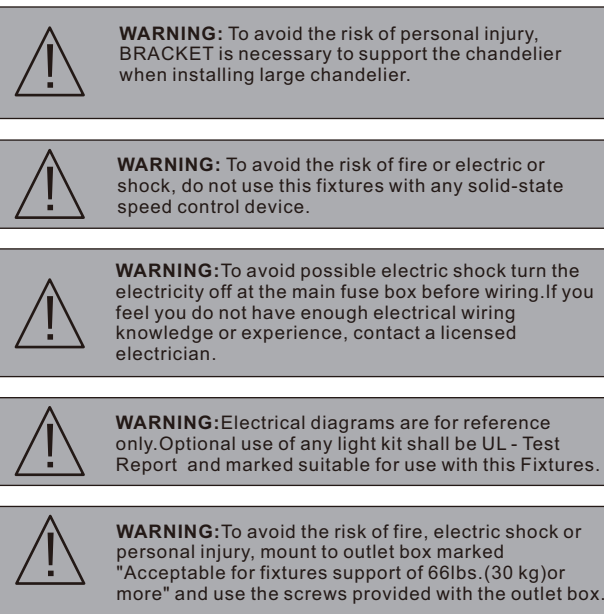 WARNING: To avoid the risk of personal injury,
BRACKET is necessary to support the chandelier
when installing large chandelier.
WARNING: To avoid the risk of fire or electric or
shock, do not use this fixtures with any solid-state
speed control device.
WARNING:To avoid possible electric shock turn the
electricity off at the main fuse box before wiring.If you
feel you do not have enough electrical wiring
knowledge or experience, contact a licensed
electrician.
WARNING:Electrical diagrams are for reference
only.Optional use of any light kit shall be UL - Test
Report and marked suitable for use with this Fixtures.
WARNING:To avoid the risk of fire, electric shock or
personal injury, mount to outlet box marked
"Acceptable for fixtures support of 66lbs.(30 kg)or
more" and use the screws provided with the outlet box.